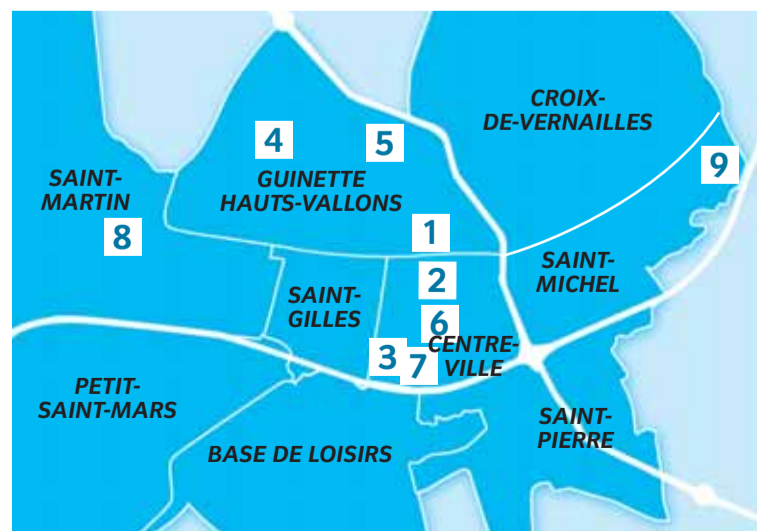 CROIX-
DE-VERNAILLES
4
5
9
SAINT-
MARTIN
GUINETTE
HAUTS-VALLONS
8
1
2
SAINT-
MICHEL
SAINT-
GILLES
6
3
7
CENTRE-
VILLE
PETIT-
SAINT-MARS
SAINT-
PIERRE
BASE DE LOISIRS